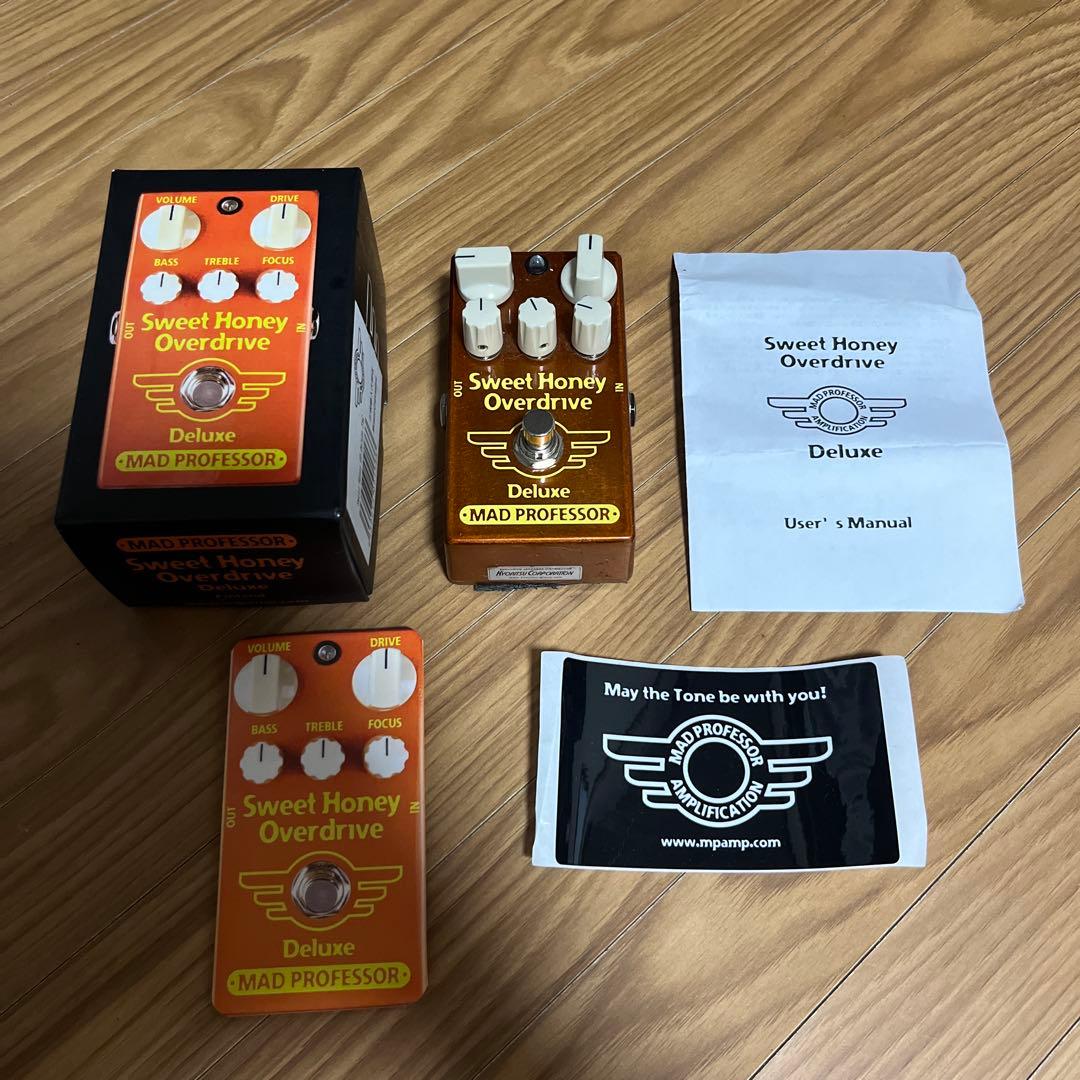 VOLUME
DRIVE
BASS
TREBLE
FOCUS
OUT
IN
Sweet Honey
Overdrive
Deluxe
MAD PROFESSOR
MAD PROFESSOR
Sweet Honey
Overdrive
Deluxe
OUT
IN
Sweet Honey
Overdrive
Deluxe
MAD PROFESSOR
KYORITSU CORPORATION
Sweet Honey
Overdrive
MAD PROFESSOR
AMPLIFICATION
Deluxe
User's Manual
VOLUME
DRIVE
BASS
TREBLE
FOCUS
OUT
IN
Sweet Honey
Overdrive
Deluxe
MAD PROFESSOR
May the Tone be with you!
MAD PROFESSOR
AMPLIFICATION
www.mpamp.com